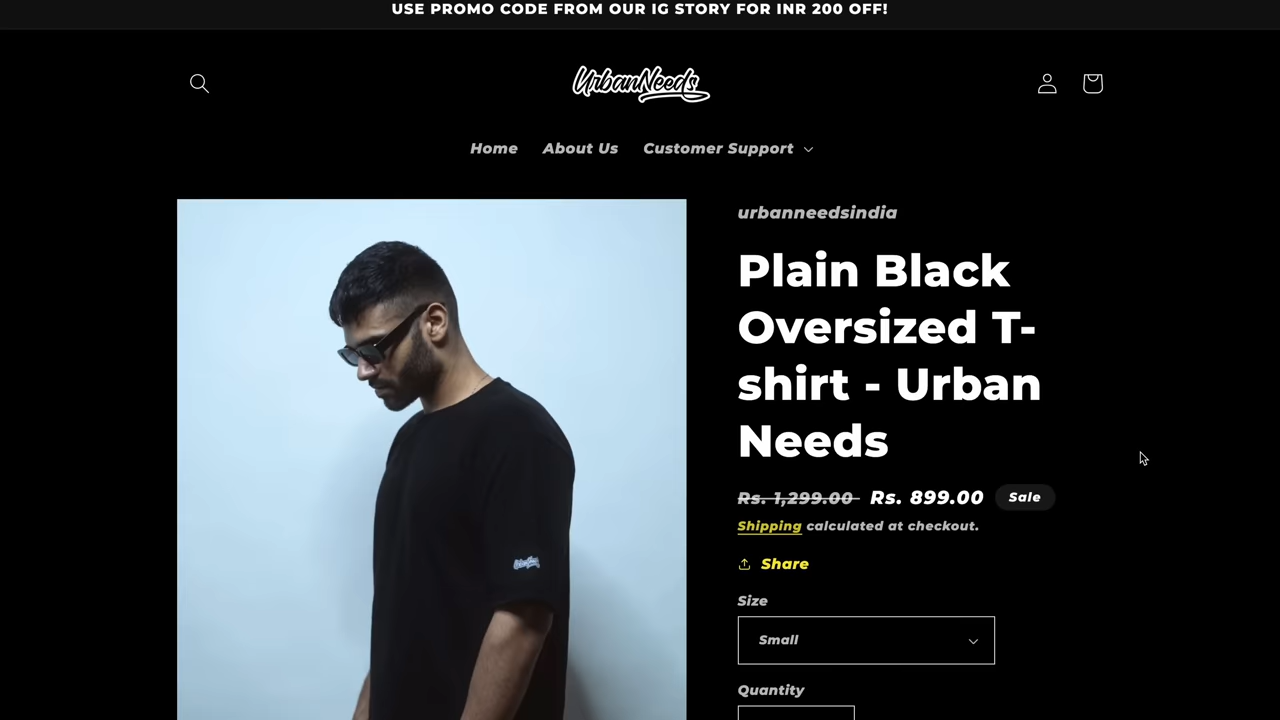 USE PROMO CODE FROM OUR IG STORY FOR INR 200 OFF!
UrbanNeeds
Home About Us Customer Support
urbanneedsindia
Plain Black
Oversized T-
shirt - Urban
Needs
Rs. 1,299.00 Rs. 899.00 Sale
Shipping calculated at checkout.
Share
Size
Small
Quantity